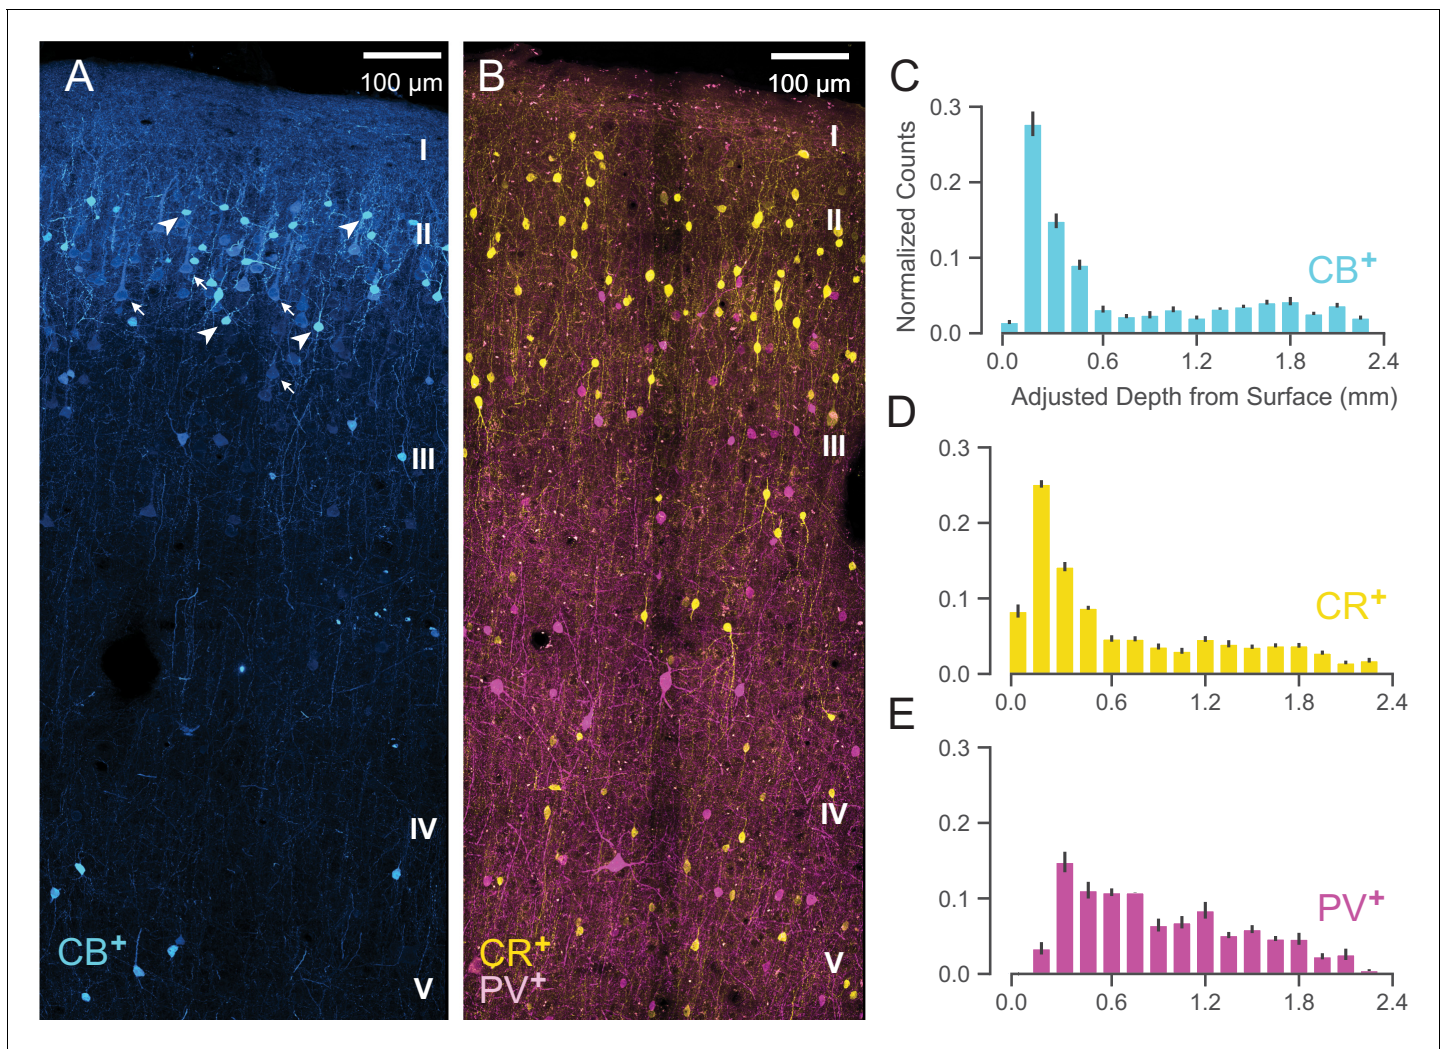 A
100 µm
I
II
III
IV
V
CB+
B
100 µm
I
II
III
IV
V
CR+
PV+
C
Normalized Counts
0.3
0.2
0.1
0.0
CB+
0.0 0.6 1.2 1.8 2.4
Adjusted Depth from Surface (mm)
D
0.3
0.2
0.1
0.0
CR+
0.0 0.6 1.2 1.8 2.4
E
0.3
0.2
0.1
0.0
PV+
0.0 0.6 1.2 1.8 2.4